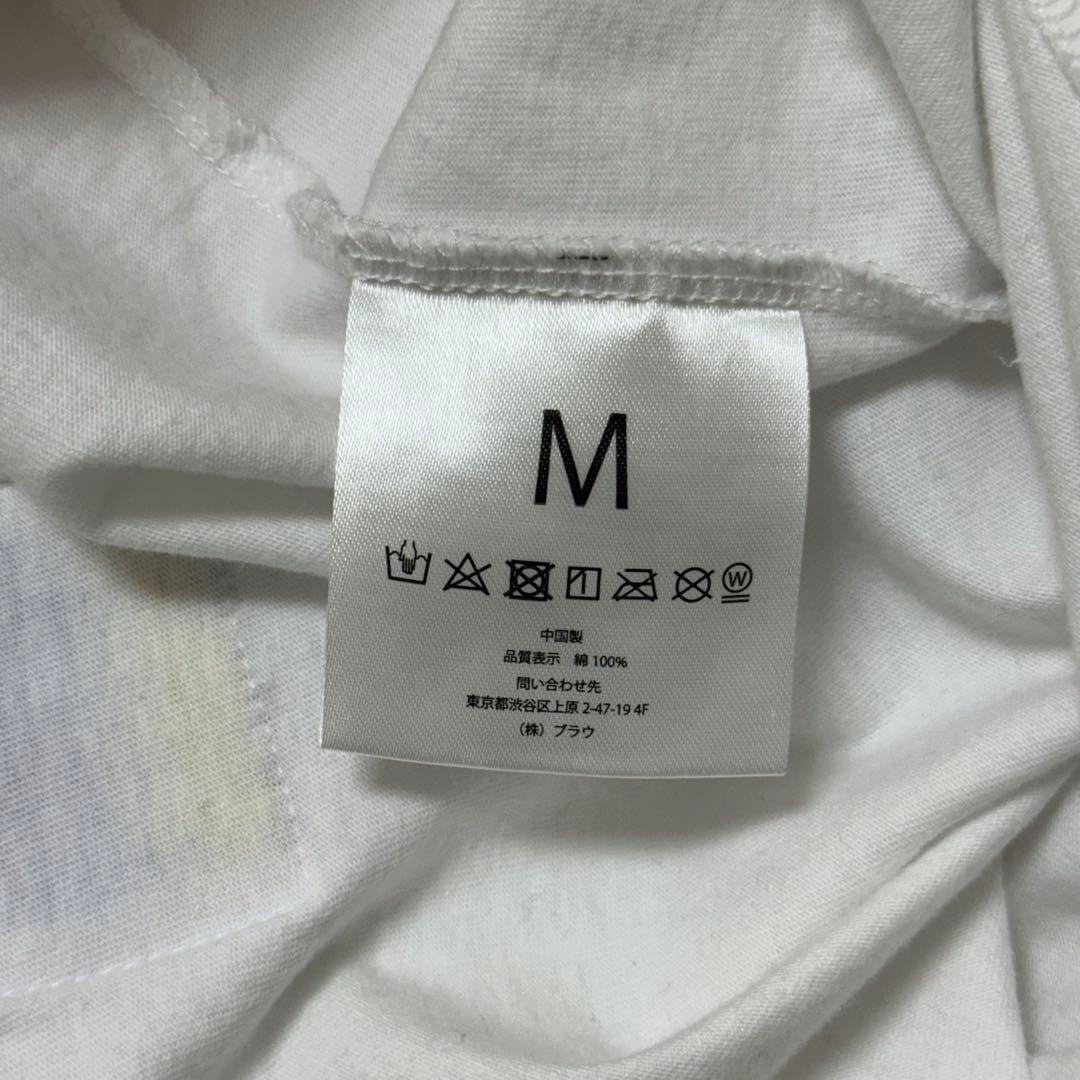 M
W
中国製
品質表示 綿 100%
問い合わせ先
東京都渋谷区上原 2-47-19 4F
(株) ブラウ